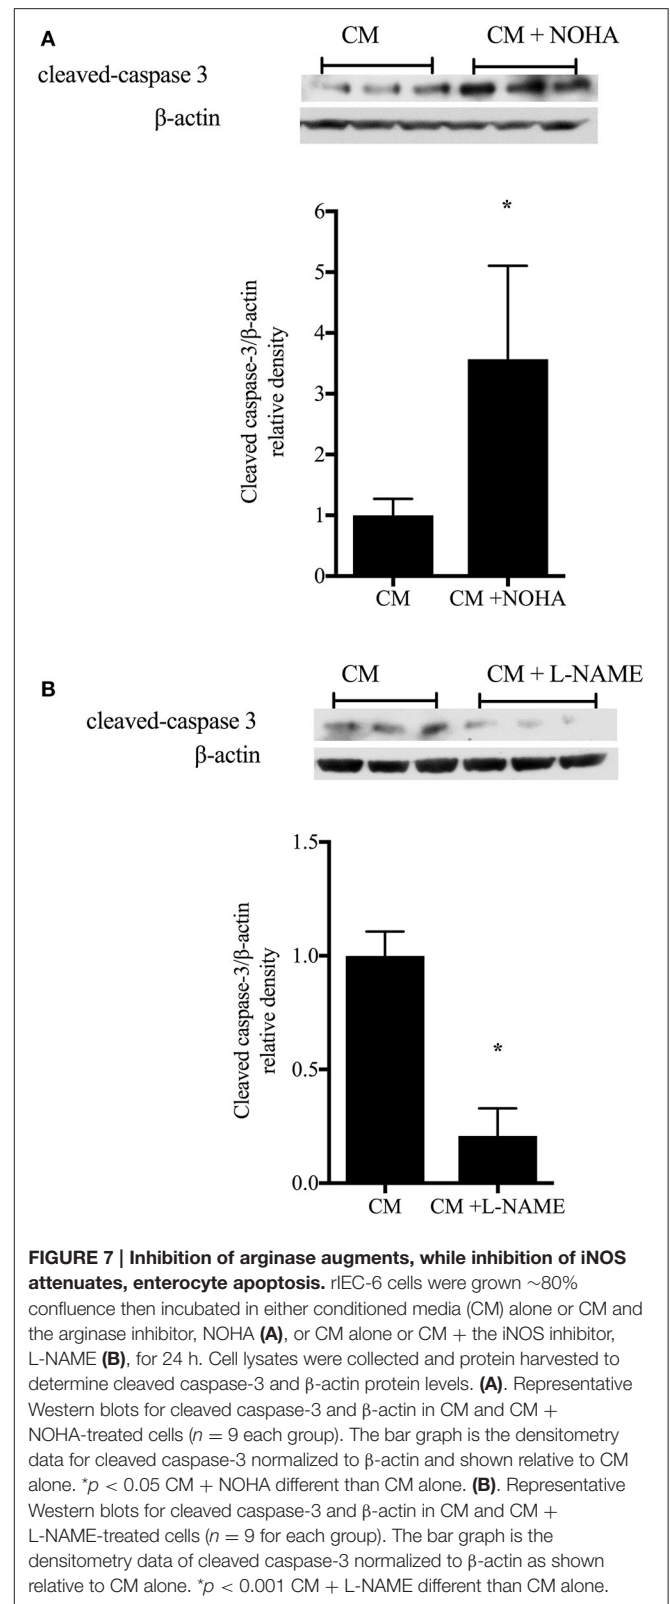 A
CM
CM + NOHA
cleaved-caspase 3
β-actin
6
*
5
4
3
2
1
0
Cleaved caspase-3/β-actin
relative density
CM
CM +NOHA
B
CM
CM + L-NAME
cleaved-caspase 3
β-actin
1.5
1.0
*
0.5
0.0
Cleaved caspase-3/β-actin
relative density
CM
CM +L-NAME
FIGURE 7 | Inhibition of arginase augments, while inhibition of iNOS
attenuates, enterocyte apoptosis. rIEC-6 cells were grown ∼80%
confluence then incubated in either conditioned media (CM) alone or CM and
the arginase inhibitor, NOHA (A), or CM alone or CM + the iNOS inhibitor,
L-NAME (B), for 24 h. Cell lysates were collected and protein harvested to
determine cleaved caspase-3 and β-actin protein levels. (A). Representative
Western blots for cleaved caspase-3 and β-actin in CM and CM +
NOHA-treated cells (n = 9 each group). The bar graph is the densitometry
data for cleaved caspase-3 normalized to β-actin and shown relative to CM
alone. *p < 0.05 CM + NOHA different than CM alone. (B). Representative
Western blots for cleaved caspase-3 and β-actin in CM and CM +
L-NAME-treated cells (n = 9 for each group). The bar graph is the
densitometry data of cleaved caspase-3 normalized to β-actin as shown
relative to CM alone. *p < 0.001 CM + L-NAME different than CM alone.